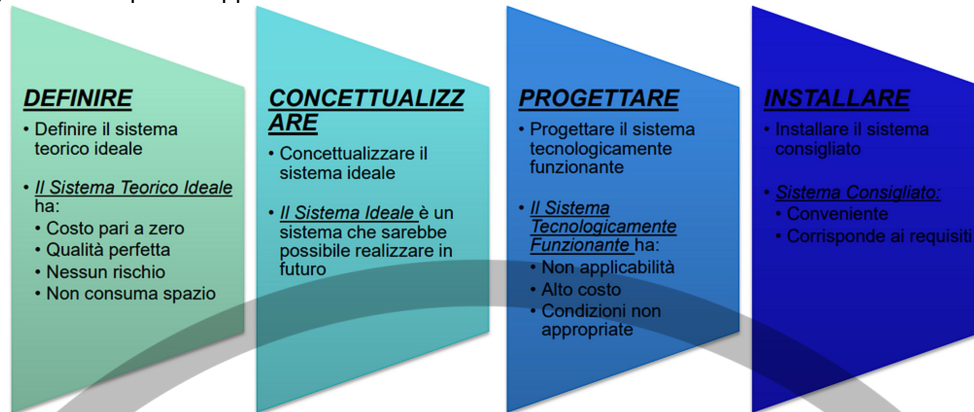 DEFINIRE
• Definire il sistema
teorico ideale
• Il Sistema Teorico Ideale
ha:
• Costo pari a zero
• Qualità perfetta
• Nessun rischio
• Non consuma spazio
CONCETTUALIZZ
ARE
• Concettualizzare il
sistema ideale
• Il Sistema Ideale è un
sistema che sarebbe
possibile realizzare in
futuro
PROGETTARE
• Progettare il sistema
tecnologicamente
funzionante
• Il Sistema
Tecnologicamente
Funzionante ha:
• Non applicabilità
• Alto costo
• Condizioni non
appropriate
INSTALLARE
• Installare il sistema
consigliato
• Sistema Consigliato:
• Conveniente
• Corrisponde ai requisiti